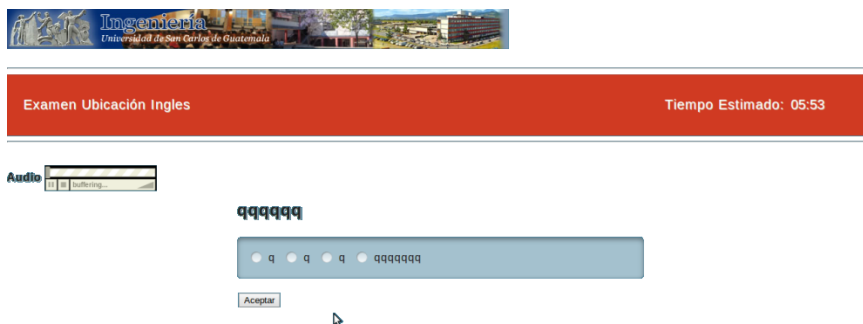 Ingeniería
Universidad de San Carlos de Guatemala
Examen Ubicación Ingles
Tiempo Estimado: 05:53
Audio
buffering...
qqqqqq
q q q qqqqqqq
Aceptar